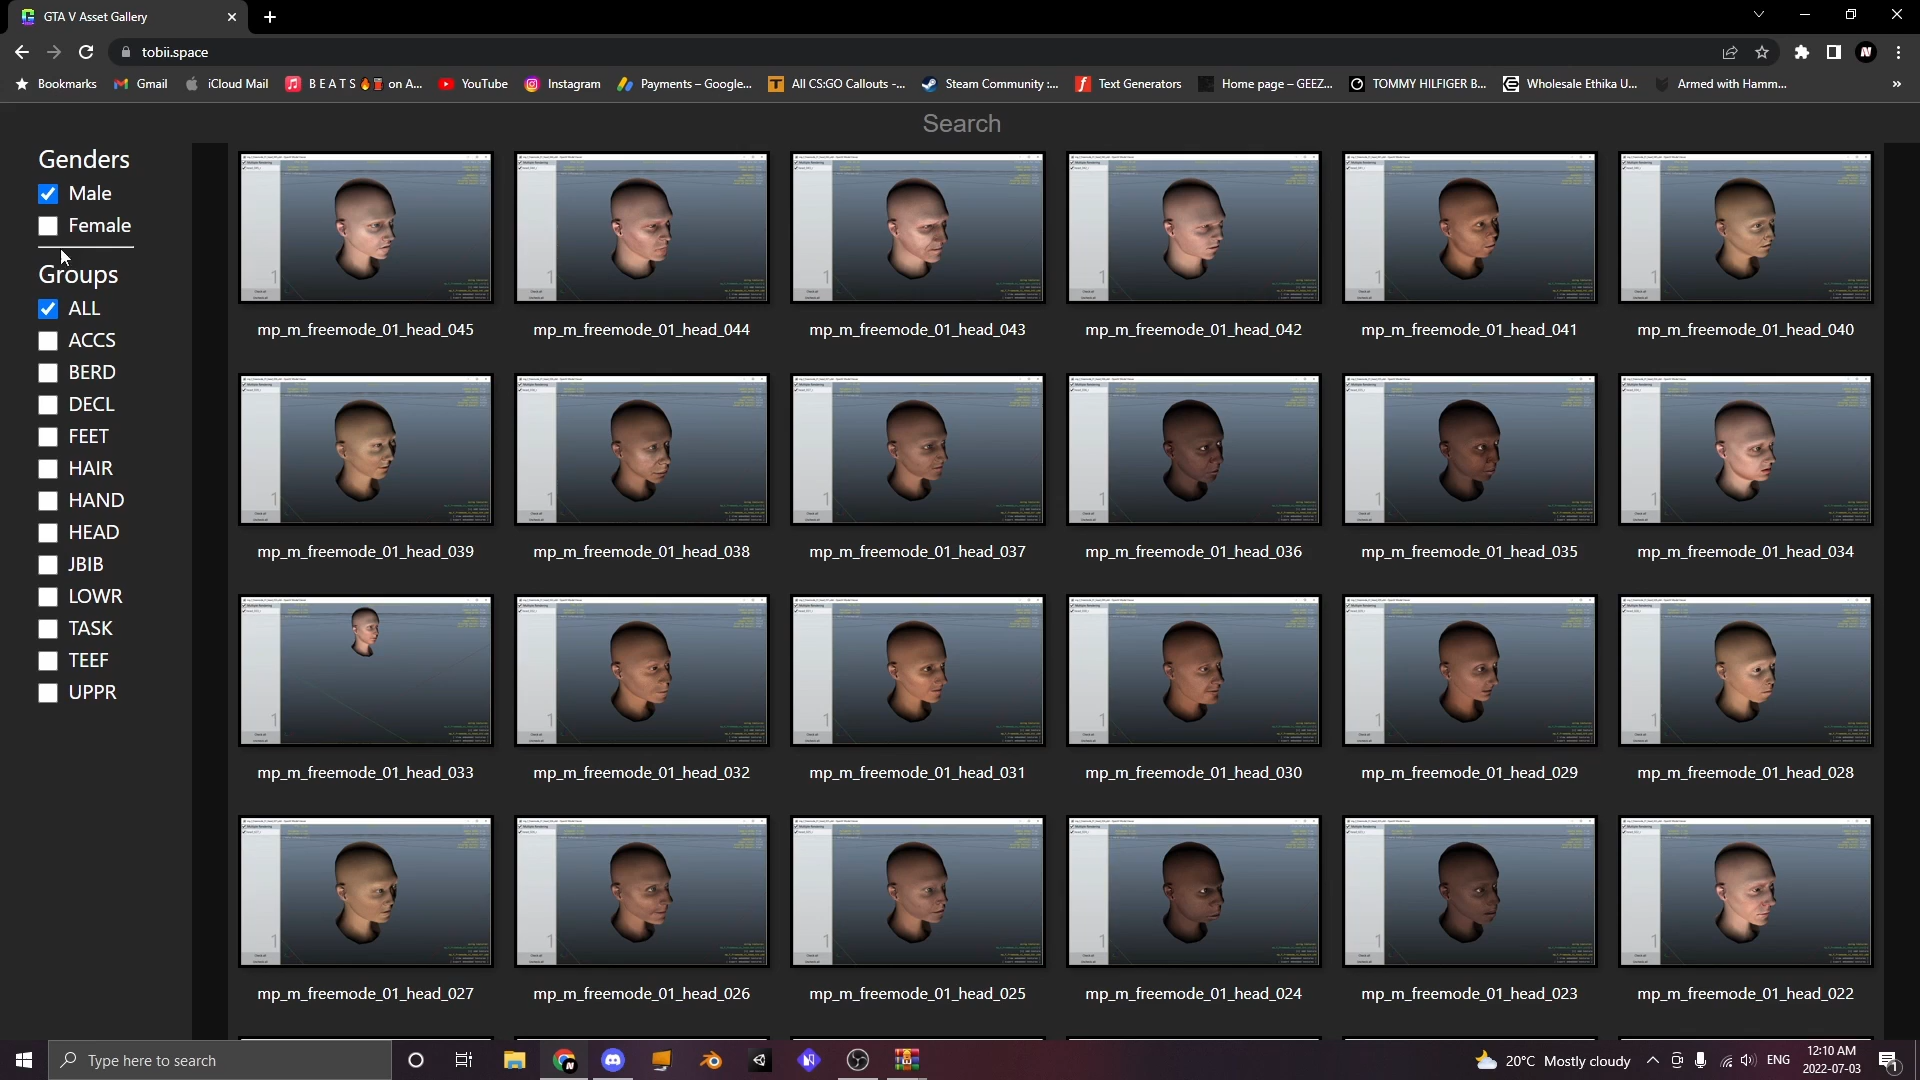 GTA V Asset Gallery
tobii.space
Bookmarks Gmail iCloud Mail B E A T S on A... YouTube Instagram Payments – Google... All CS:GO Callouts -... Steam Community :... Text Generators Home page – GEEZ... TOMMY HILFIGER B... Wholesale Ethika U... Armed with Hamm... »
Search
Genders
Male
Female
Groups
ALL
ACCS
BERD
DECL
FEET
HAIR
HAND
HEAD
JBIB
LOWR
TASK
TEEF
UPPR
mp_m_freemode_01_head_045 mp_m_freemode_01_head_044 mp_m_freemode_01_head_043 mp_m_freemode_01_head_042 mp_m_freemode_01_head_041 mp_m_freemode_01_head_040
mp_m_freemode_01_head_039 mp_m_freemode_01_head_038 mp_m_freemode_01_head_037 mp_m_freemode_01_head_036 mp_m_freemode_01_head_035 mp_m_freemode_01_head_034
mp_m_freemode_01_head_033 mp_m_freemode_01_head_032 mp_m_freemode_01_head_031 mp_m_freemode_01_head_030 mp_m_freemode_01_head_029 mp_m_freemode_01_head_028
mp_m_freemode_01_head_027 mp_m_freemode_01_head_026 mp_m_freemode_01_head_025 mp_m_freemode_01_head_024 mp_m_freemode_01_head_023 mp_m_freemode_01_head_022
Type here to search
20°C Mostly cloudy ENG 12:10 AM
2022-07-03